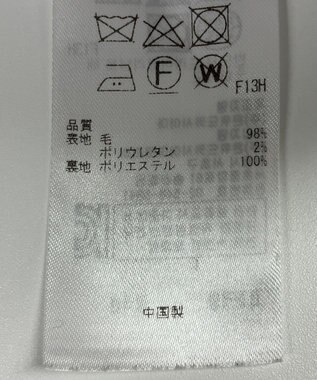 F W F13H
品質
表地 毛 98%
ポリウレタン 2%
裏地 ポリエステル 100%
中国製